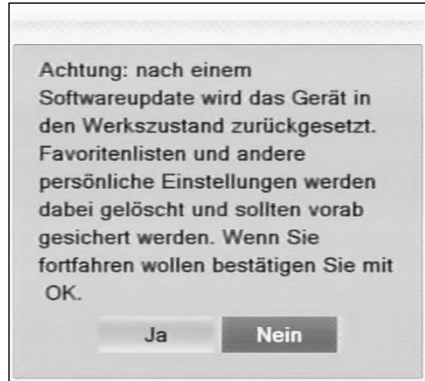 Achtung: nach einem
Softwareupdate wird das Gerät in
den Werkszustand zurückgesetzt.
Favoritenlisten und andere
persönliche Einstellungen werden
dabei gelöscht und sollten vorab
gesichert werden. Wenn Sie
fortfahren wollen bestätigen Sie mit
OK.
Ja Nein